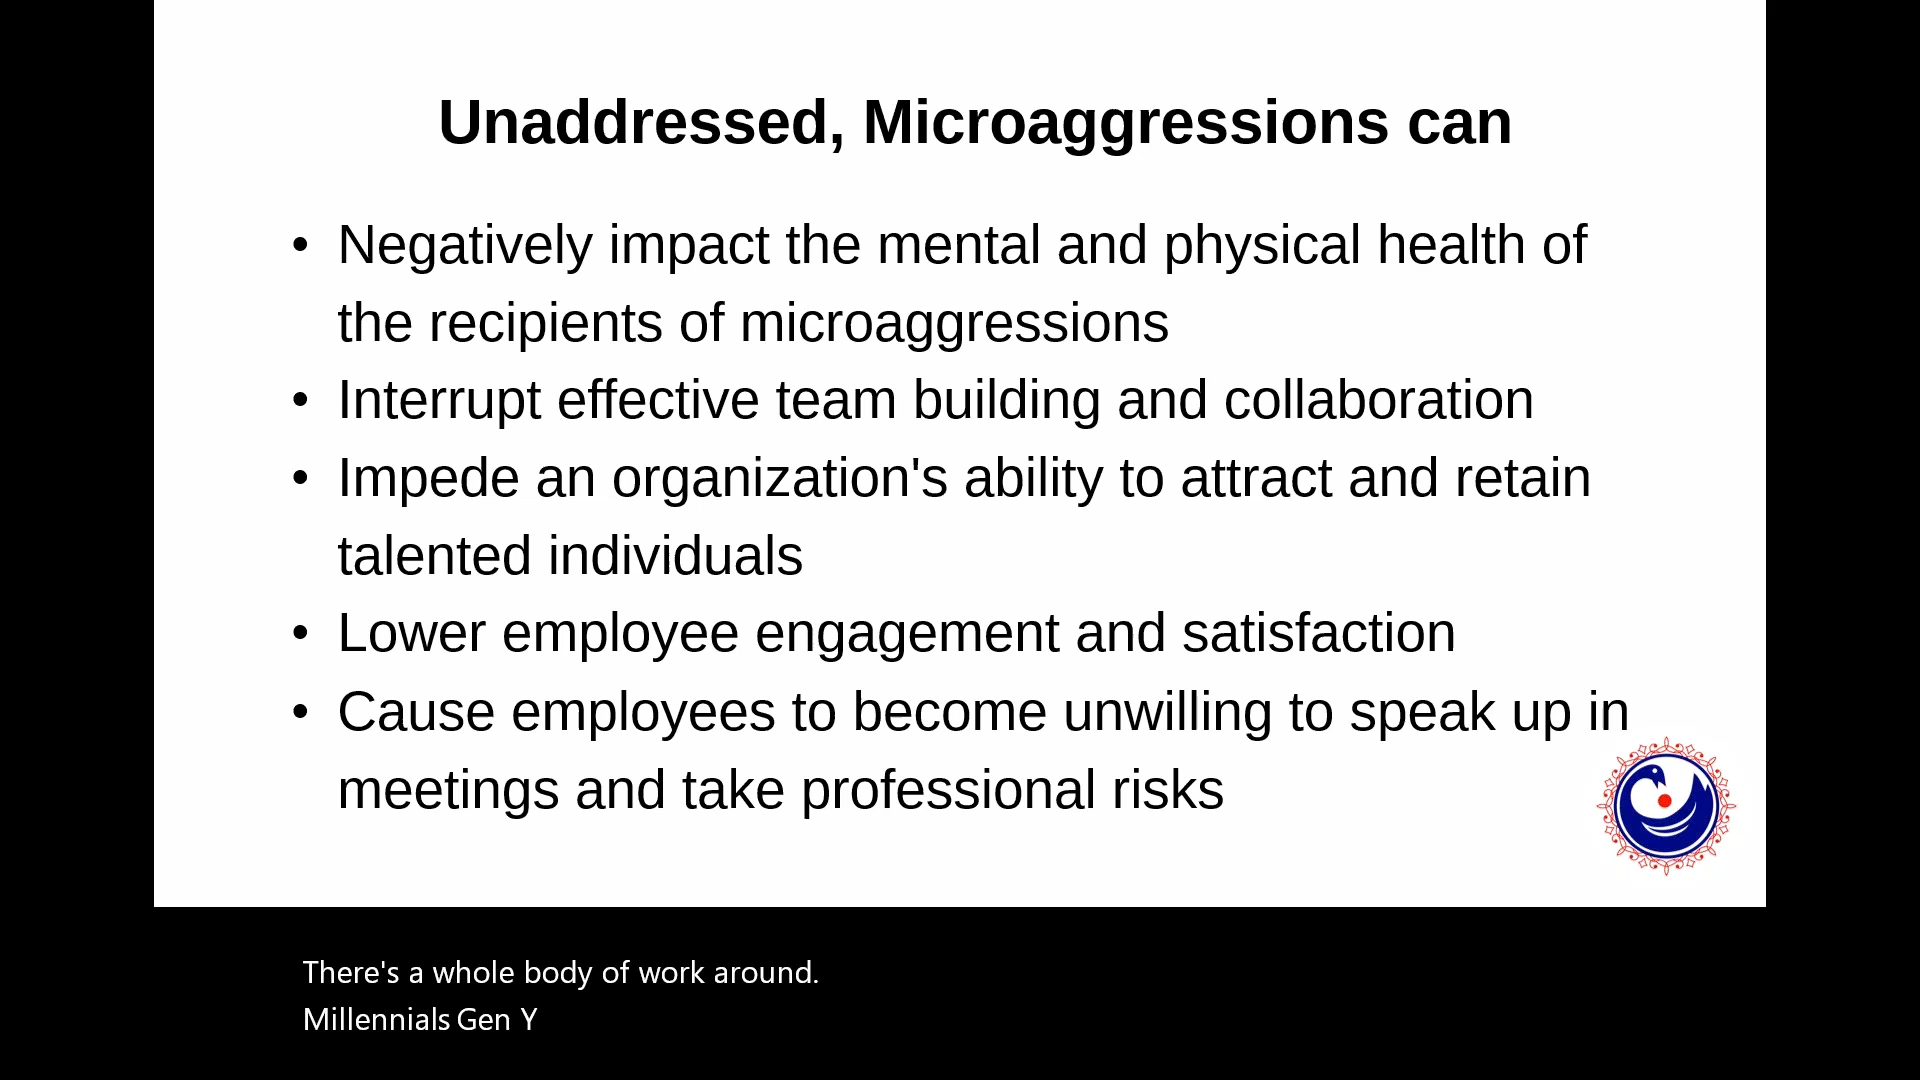 Unaddressed, Microaggressions can
• Negatively impact the mental and physical health of
the recipients of microaggressions
• Interrupt effective team building and collaboration
• Impede an organization's ability to attract and retain
talented individuals
• Lower employee engagement and satisfaction
• Cause employees to become unwilling to speak up in
meetings and take professional risks
There's a whole body of work around.
Millennials Gen Y